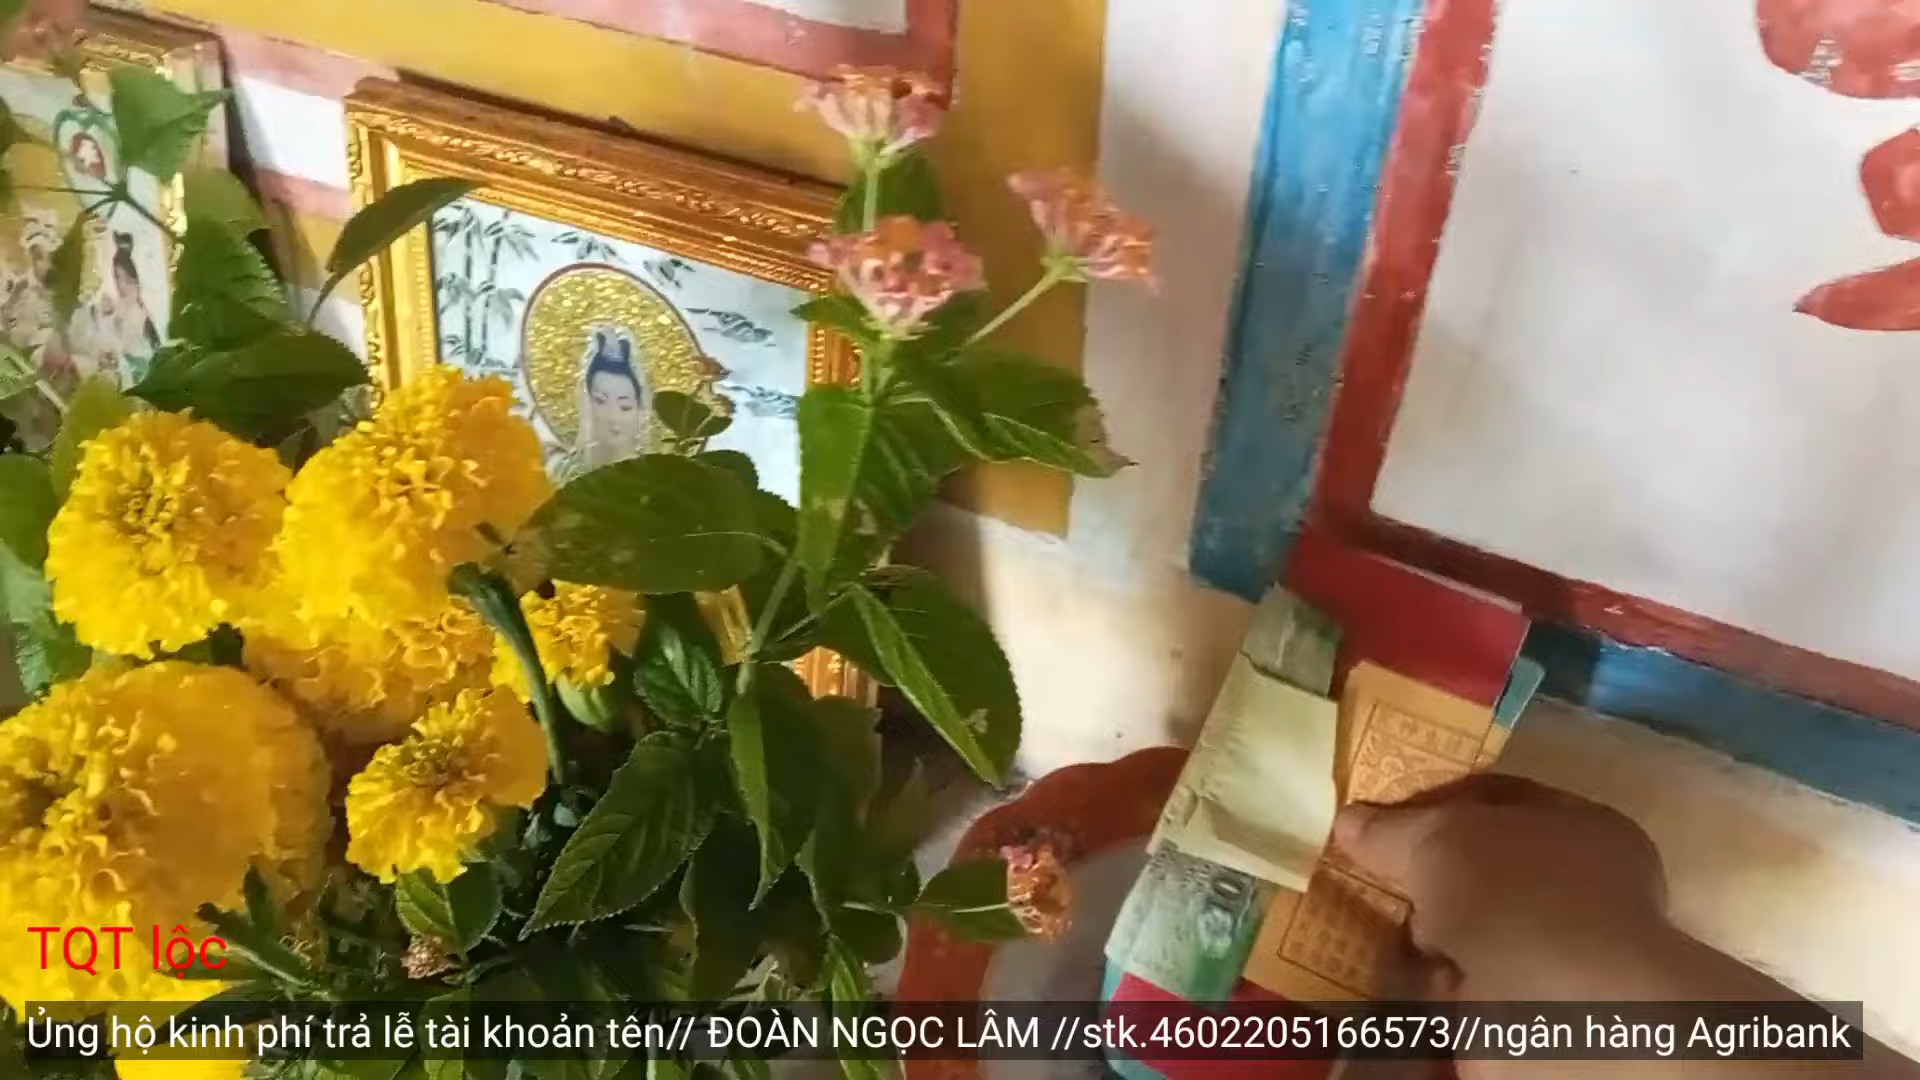 TQT lộc
Ủng hộ kinh phí trả lễ tài khoản tên// ĐOÀN NGỌC LÂM //stk.4602205166573//ngân hàng Agribank